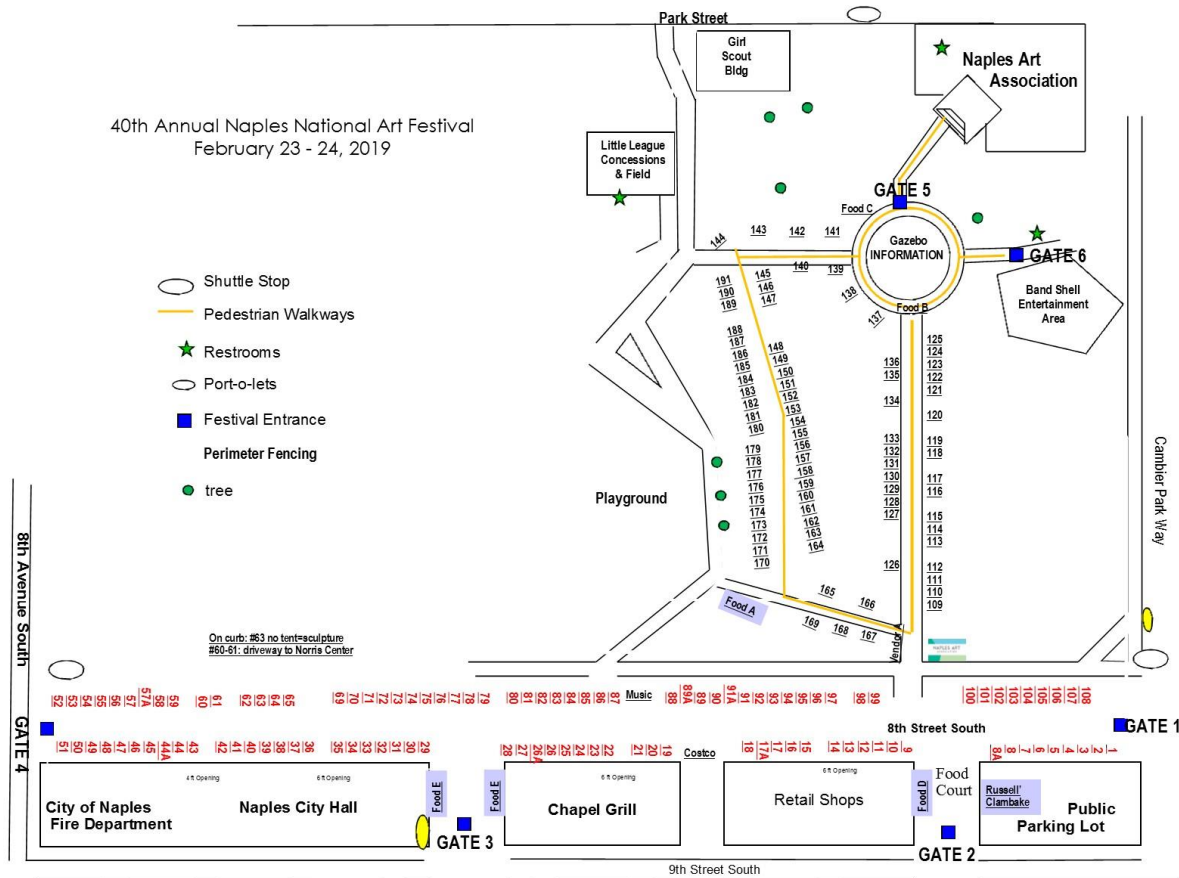 Park Street
Girl
Scout
Bldg
Naples Art
Association
40th Annual Naples National Art Festival
February 23 - 24, 2019
Little League
Concessions
& Field
GATE 5
Food C
143
142
141
144
Gazebo
INFORMATION
GATE 6
140
139
138
137
Food B
Band Shell
Entertainment
Area
Shuttle Stop
Pedestrian Walkways
Restrooms
Port-o-lets
Festival Entrance
Perimeter Fencing
tree
191
190
189
145
146
147
188
187
186
185
184
183
182
181
180
148
149
150
151
152
153
154
155
156
157
158
159
160
161
162
163
164
179
178
177
176
175
174
173
172
171
170
136
135
134
133
132
131
130
129
128
127
126
125
124
123
122
121
120
119
118
117
116
115
114
113
112
111
110
109
Playground
Cambier Park Way
8th Avenue South
Food A
165
166
169
168
167
Vendor A
NAPLES ART
On curb: #63 no tent=sculpture
#60-61: driveway to Norris Center
52 53 54 55 56 57 57A 58 59 60 61 62 63 64 65 69 70 71 72 73 74 75 76 77 78 79 80 81 82 83 84 85 86 87
Music
88 89A 89 90 91A 91 92 93 94 95 96 97 98 99 100 101 102 103 104 105 106 107 108
GATE 4
8th Street South
GATE 1
51 50 49 48 47 46 45 44A 44 43 42 41 40 39 38 37 36 35 34 33 32 31 30 29 28 27 26A 26 25 24 23 22 21 20 19
Costco
18 17A 17 16 15 14 13 12 11 10 9 8A 8 7 6 5 4 3 2 1
4 ft Opening
6 ft Opening
6 ft Opening
6 ft Opening
City of Naples
Fire Department
Naples City Hall
Food E
Food E
GATE 3
Chapel Grill
Retail Shops
Food D
Food
Court
GATE 2
Russell'
Clambake
Public
Parking Lot
9th Street South